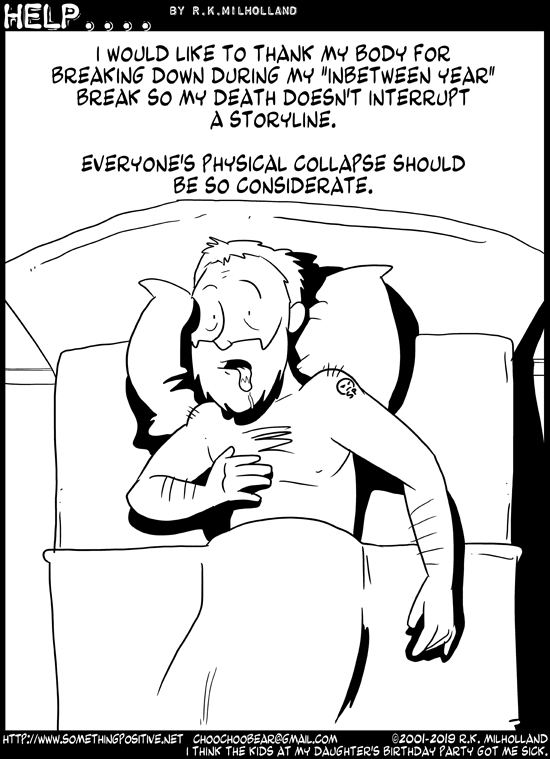 HELP....
BY R.K.MILHOLLAND
I WOULD LIKE TO THANK MY BODY FOR
BREAKING DOWN DURING MY "INBETWEEN YEAR"
BREAK SO MY DEATH DOESN'T INTERRUPT
A STORYLINE.
EVERYONE'S PHYSICAL COLLAPSE SHOULD
BE SO CONSIDERATE.
HTTP://WWW.SOMETHINGPOSITIVE.NET CHOOCHOOBEAR@GMAIL.COM ©2001-2019 R.K. MILHOLLAND
I THINK THE KIDS AT MY DAUGHTER'S BIRTHDAY PARTY GOT ME SICK.